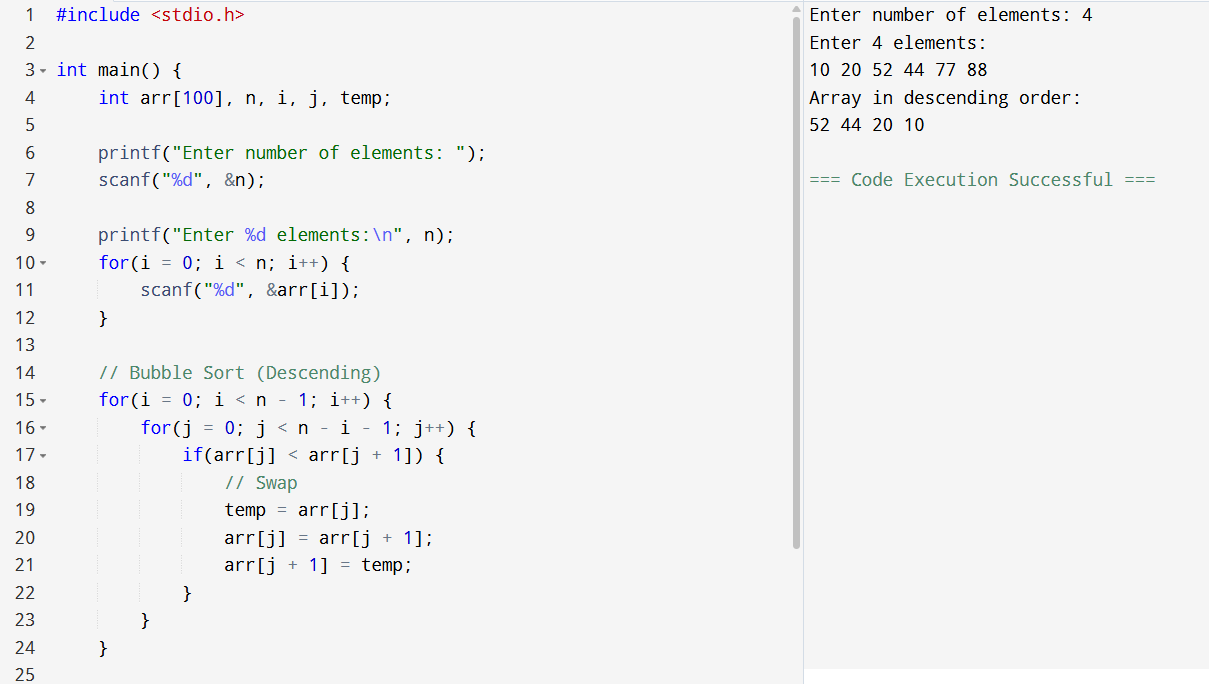 1 #include <stdio.h>
2
3 int main() {
4     int arr[100], n, i, j, temp;
5
6     printf("Enter number of elements: ");
7     scanf("%d", &n);
8
9     printf("Enter %d elements:\n", n);
10     for(i = 0; i < n; i++) {
11         scanf("%d", &arr[i]);
12     }
13
14     // Bubble Sort (Descending)
15     for(i = 0; i < n - 1; i++) {
16         for(j = 0; j < n - i - 1; j++) {
17             if(arr[j] < arr[j + 1]) {
18                 // Swap
19                 temp = arr[j];
20                 arr[j] = arr[j + 1];
21                 arr[j + 1] = temp;
22             }
23         }
24     }
25
Enter number of elements: 4
Enter 4 elements:
10 20 52 44 77 88
Array in descending order:
52 44 20 10
=== Code Execution Successful ===